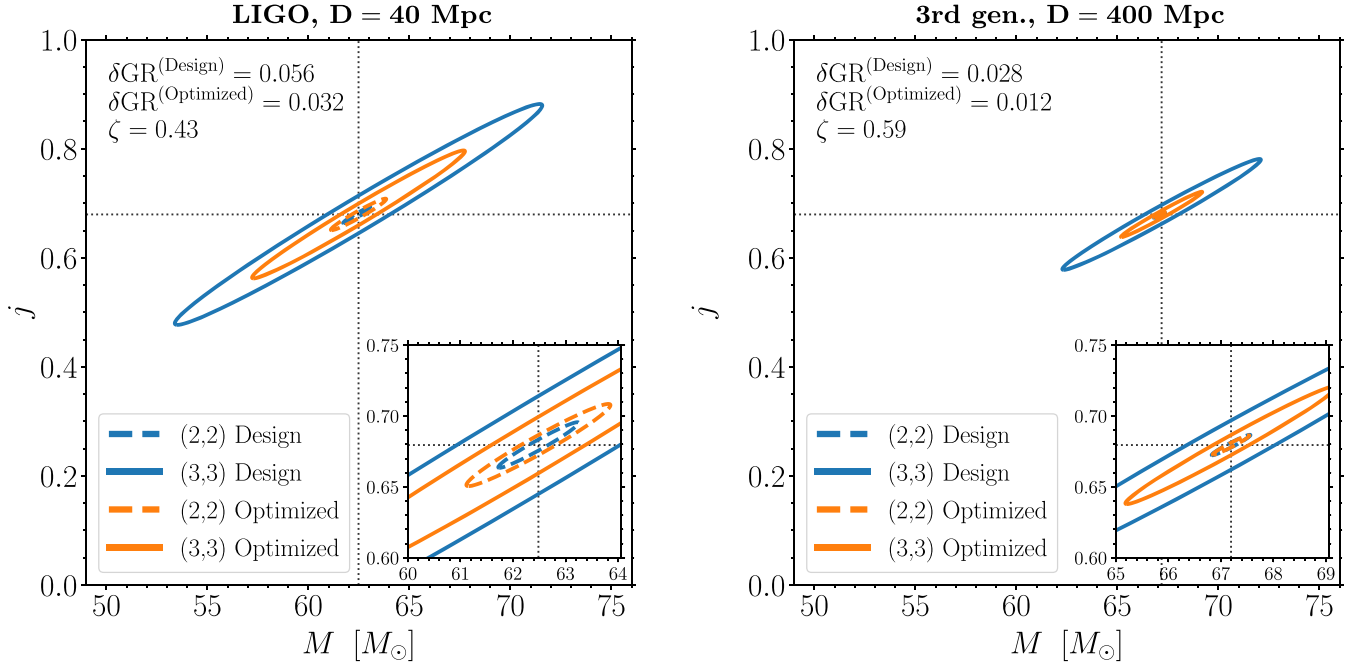 LIGO, D = 40 Mpc
δGR(Design) = 0.056
δGR(Optimized) = 0.032
ζ = 0.43
1.0
0.8
0.6
0.4
0.2
0.0
j
(2,2) Design
(3,3) Design
(2,2) Optimized
(3,3) Optimized
0.75
0.70
0.65
0.60
60 61 62 63 64
50 55 60 65 70 75
M [M⊙]
3rd gen., D = 400 Mpc
δGR(Design) = 0.028
δGR(Optimized) = 0.012
ζ = 0.59
1.0
0.8
0.6
0.4
0.2
0.0
j
(2,2) Design
(3,3) Design
(2,2) Optimized
(3,3) Optimized
0.75
0.70
0.65
0.60
65 66 67 68 69
50 55 60 65 70 75
M [M⊙]